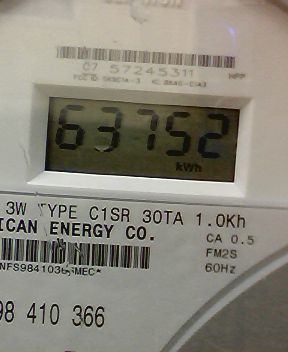 07 57245311
63752
kWh
3W TYPE C1SR 30TA 1.0Kh
ICAN ENERGY CO.
CA 0.5
FM2S
60Hz
98 410 366